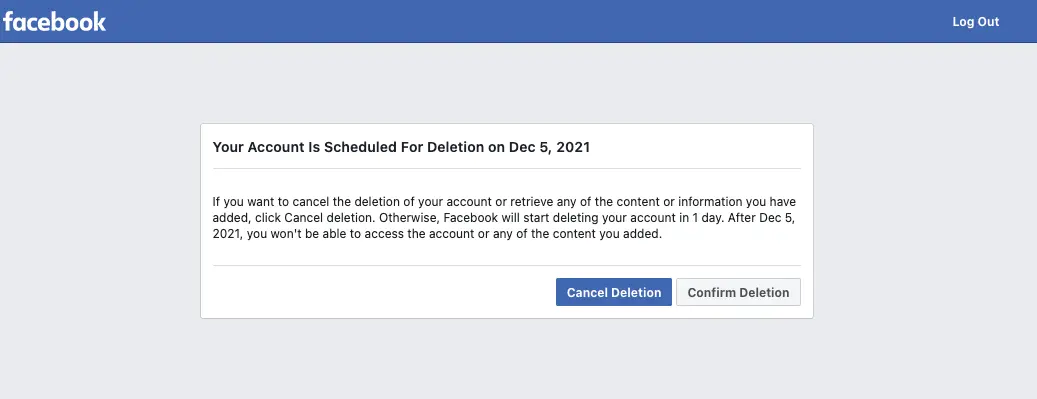 facebook
Log Out
Your Account Is Scheduled For Deletion on Dec 5, 2021
If you want to cancel the deletion of your account or retrieve any of the content or information you have
added, click Cancel deletion. Otherwise, Facebook will start deleting your account in 1 day. After Dec 5,
2021, you won't be able to access the account or any of the content you added.
Cancel Deletion
Confirm Deletion